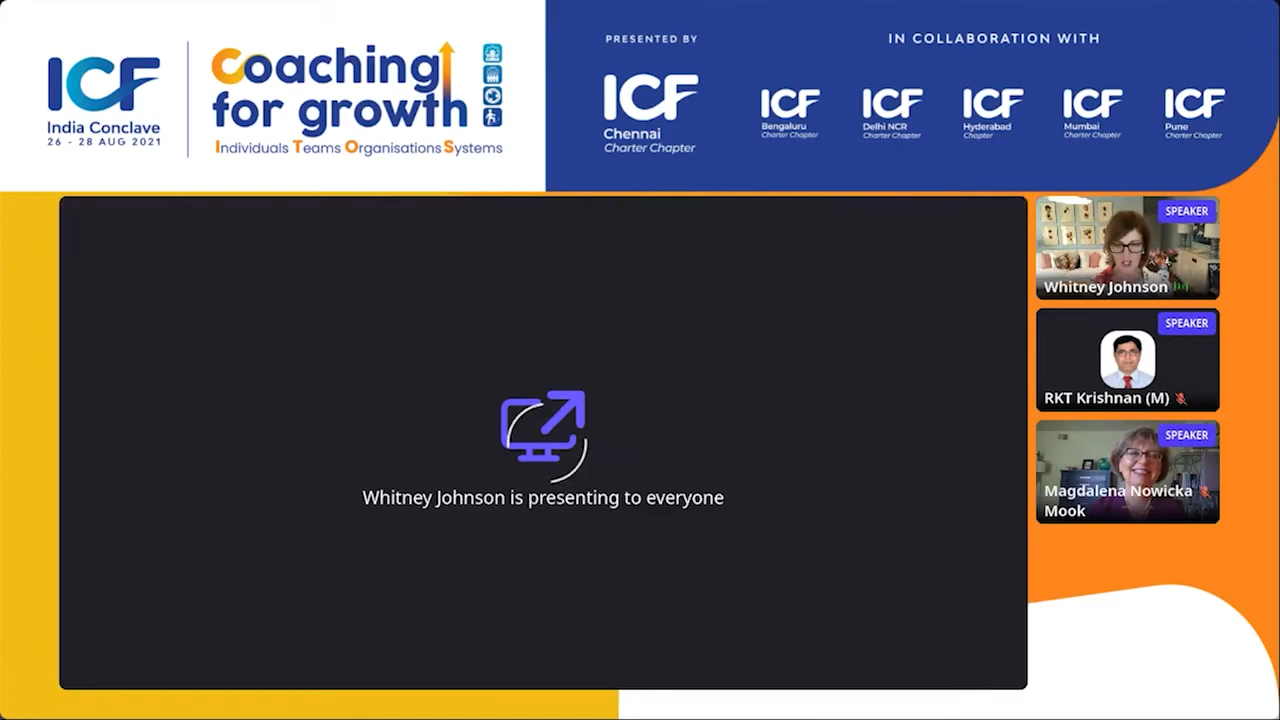 ICF
India Conclave
26 - 28 AUG 2021
Coaching
for growth
Individuals Teams Organisations Systems
PRESENTED BY
ICF
Chennai
Charter Chapter
IN COLLABORATION WITH
ICF
Bengaluru
Charter Chapter
ICF
Delhi NCR
Charter Chapter
ICF
Hyderabad
Chapter
ICF
Mumbai
Charter Chapter
ICF
Pune
Charter Chapter
Whitney Johnson is presenting to everyone
SPEAKER
Whitney Johnson
SPEAKER
RKT Krishnan (M)
SPEAKER
Magdalena Nowicka
Mook